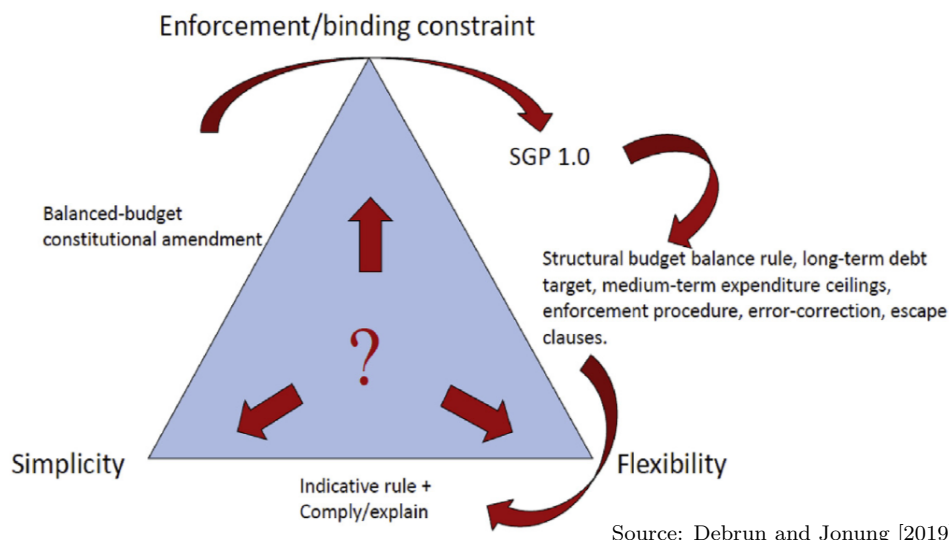 Enforcement/binding constraint
SGP 1.0
Balanced-budget
constitutional amendment
Structural budget balance rule, long-term debt
target, medium-term expenditure ceilings,
enforcement procedure, error-correction, escape
clauses.
?
Simplicity
Flexibility
Indicative rule +
Comply/explain
Source: Debrun and Jonung [2019